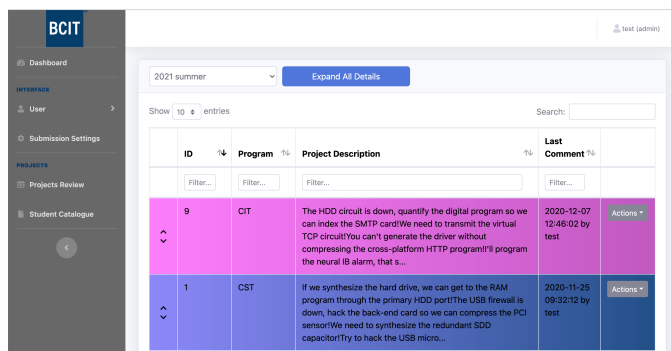 BCIT
test (admin)
Dashboard
INTERFACE
User
Submission Settings
PROJECTS
Projects Review
Student Catalogue
2021 summer
Expand All Details
Show 10 entries
Search:
ID
Program
Project Description
Last
Comment
Filter...
Filter...
Filter...
Filter...
9
CIT
The HDD circuit is down, quantify the digital program so we
can index the SMTP card!We need to transmit the virtual
TCP circuit!You can't generate the driver without
compressing the cross-platform HTTP program!I'll program
the neural IB alarm, that s...
2020-12-07
12:46:02 by
test
Actions
1
CST
If we synthesize the hard drive, we can get to the RAM
program through the primary HDD port!The USB firewall is
down, hack the back-end card so we can compress the PCI
sensor!We need to synthesize the redundant SDD
capacitor!Try to hack the USB micro...
2020-11-25
09:32:12 by
test
Actions